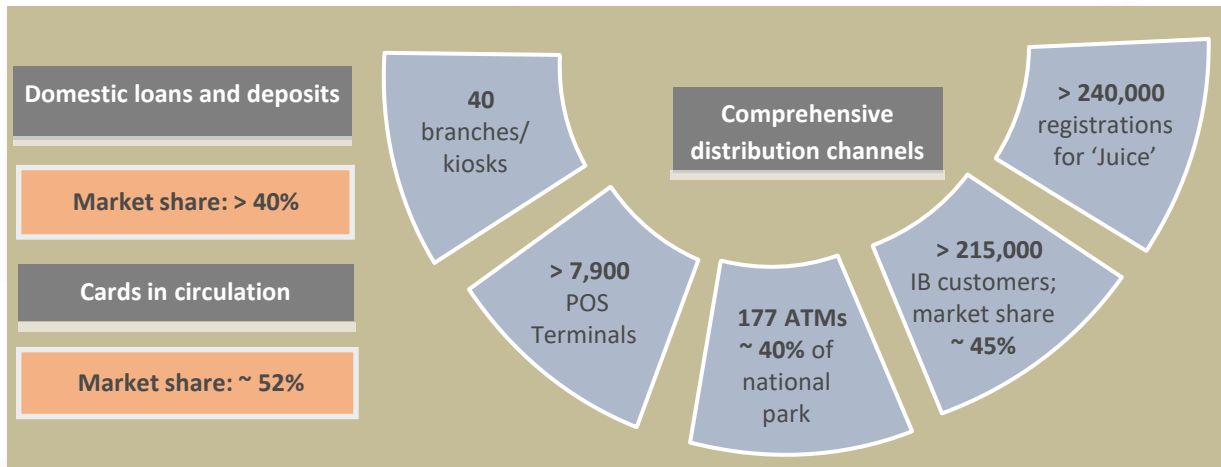 Domestic loans and deposits
Market share: > 40%
Cards in circulation
Market share: ~ 52%
40
branches/
kiosks
> 7,900
POS
Terminals
177 ATMs
~ 40% of
national
park
Comprehensive
distribution channels
> 215,000
IB customers;
market share
~ 45%
> 240,000
registrations
for ‘Juice’